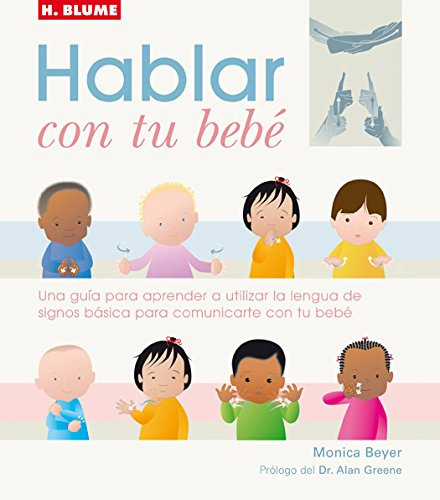 H. BLUME
Hablar
con tu bebé
Una guía para aprender a utilizar la lengua de
signos básica para comunicarte con tu bebé
Monica Beyer
Prólogo del Dr. Alan Greene